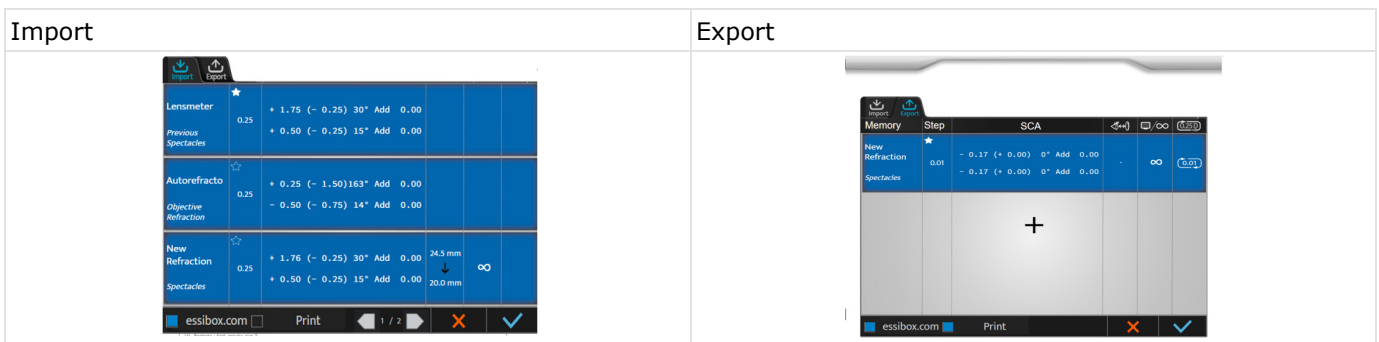 Import
Export
Import Export
Lensmeter
Previous
Spectacles
0.25
+ 1.75 (- 0.25) 30° Add 0.00
+ 0.50 (- 0.25) 15° Add 0.00
Autorefracto
Objective
Refraction
0.25
+ 0.25 (- 1.50)163° Add 0.00
- 0.50 (- 0.75) 14° Add 0.00
New
Refraction
Spectacles
0.25
+ 1.76 (- 0.25) 30° Add 0.00
+ 0.50 (- 0.25) 15° Add 0.00
24.5 mm
↓
20.0 mm
∞
essibox.com Print 1 / 2
Import Export
Memory Step SCA /∞ 0.25D
New
Refraction
Spectacles
0.01
- 0.17 (+ 0.00) 0° Add 0.00
- 0.17 (+ 0.00) 0° Add 0.00
- ∞ 0.01
+
essibox.com Print